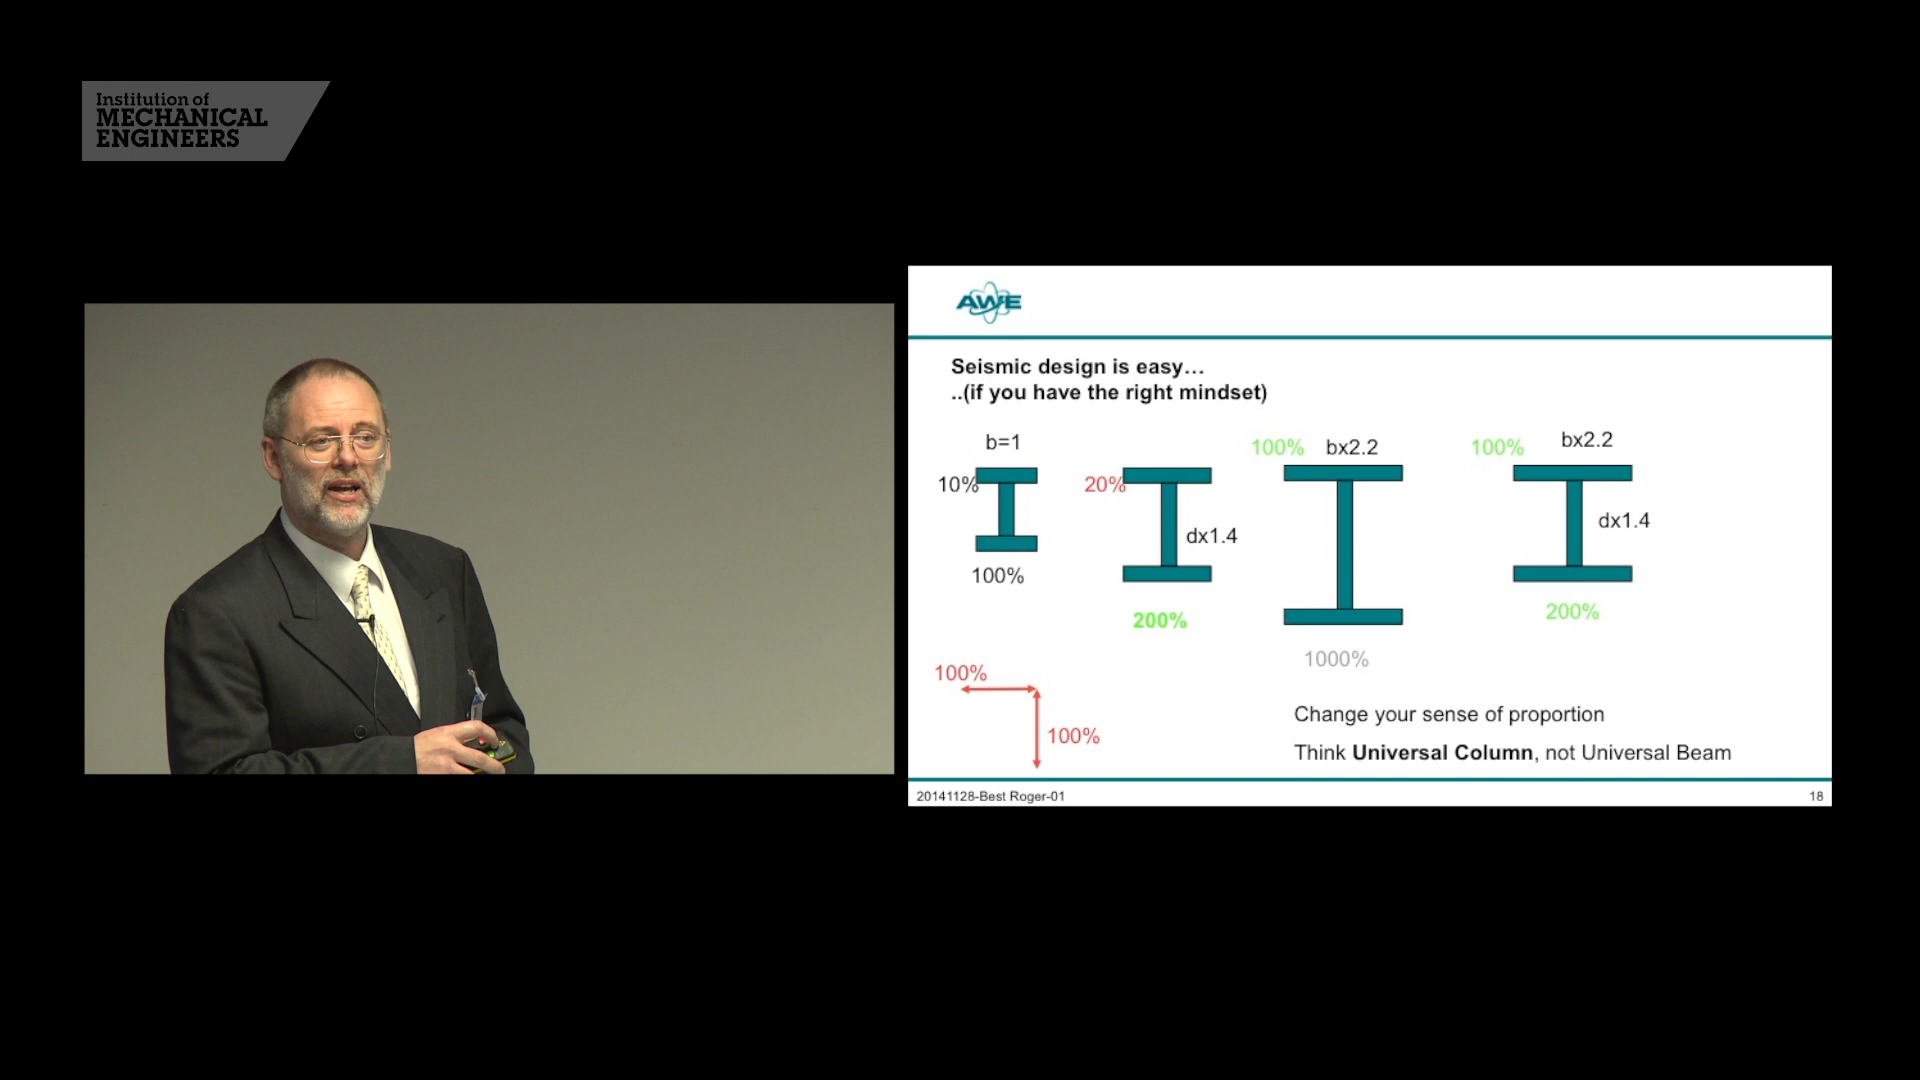 Institution of
MECHANICAL
ENGINEERS
AWE
Seismic design is easy…
..(if you have the right mindset)
b=1
10%
100%
20%
dx1.4
200%
100%
bx2.2
1000%
100%
bx2.2
dx1.4
200%
100%
100%
Change your sense of proportion
Think Universal Column, not Universal Beam
20141128-Best Roger-01
18